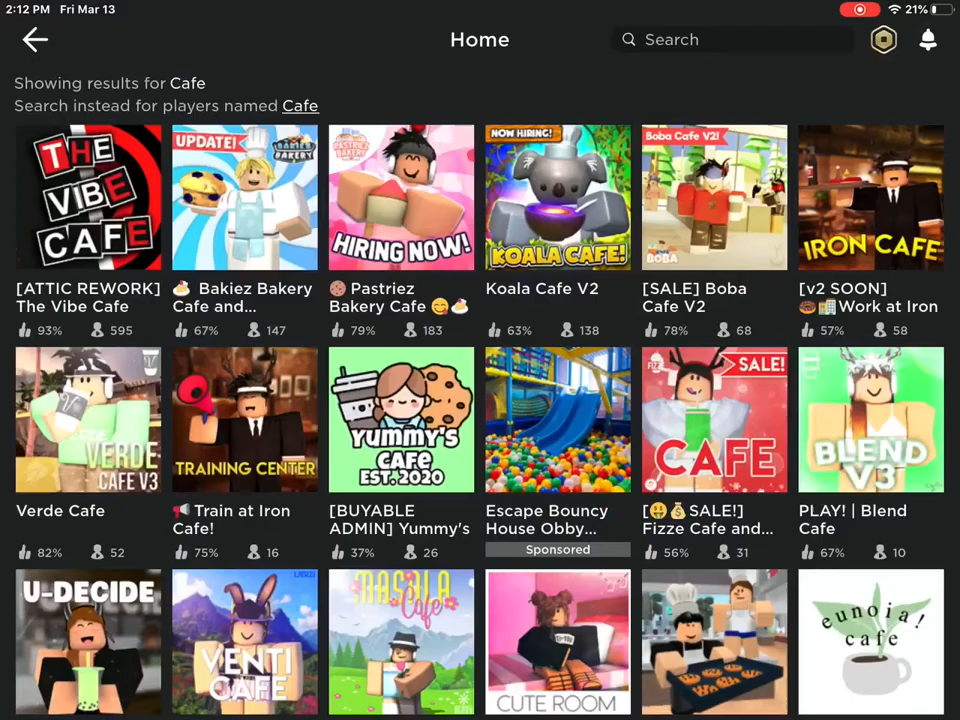 2:12 PM Fri Mar 13
21%
Home
Search
Showing results for Cafe
Search instead for players named Cafe
THE
VIBE
CAFE
UPDATE!
BAKIEZ
BAKERY
PASTRIEZ
BAKERY
HIRING NOW!
NOW HIRING!
KOALA CAFE!
Boba Cafe V2!
BOBA
IRON CAFE
[ATTIC REWORK]
The Vibe Cafe
93% 595
🍰 Bakiez Bakery
Cafe and...
67% 147
🍪 Pastriez
Bakery Cafe 😋🍰
79% 183
Koala Cafe V2
63% 138
[SALE] Boba
Cafe V2
78% 68
[v2 SOON]
🍩🏢Work at Iron
57% 58
VERDE
CAFE V3
TRAINING CENTER
YUMMY'S
CAFE
EST.2020
FIZZ
SALE!
CAFE
BLEND
V3
Verde Cafe
82% 52
📢 Train at Iron
Cafe!
75% 16
[BUYABLE
ADMIN] Yummy's
37% 26
Escape Bouncy
House Obby...
Sponsored
[🤑💰SALE!]
Fizze Cafe and...
56% 31
PLAY! | Blend
Cafe
67% 10
U-DECIDE
VENTI
CAFE
MASALA
Cafe
CUTE ROOM
eunoia!
cafe